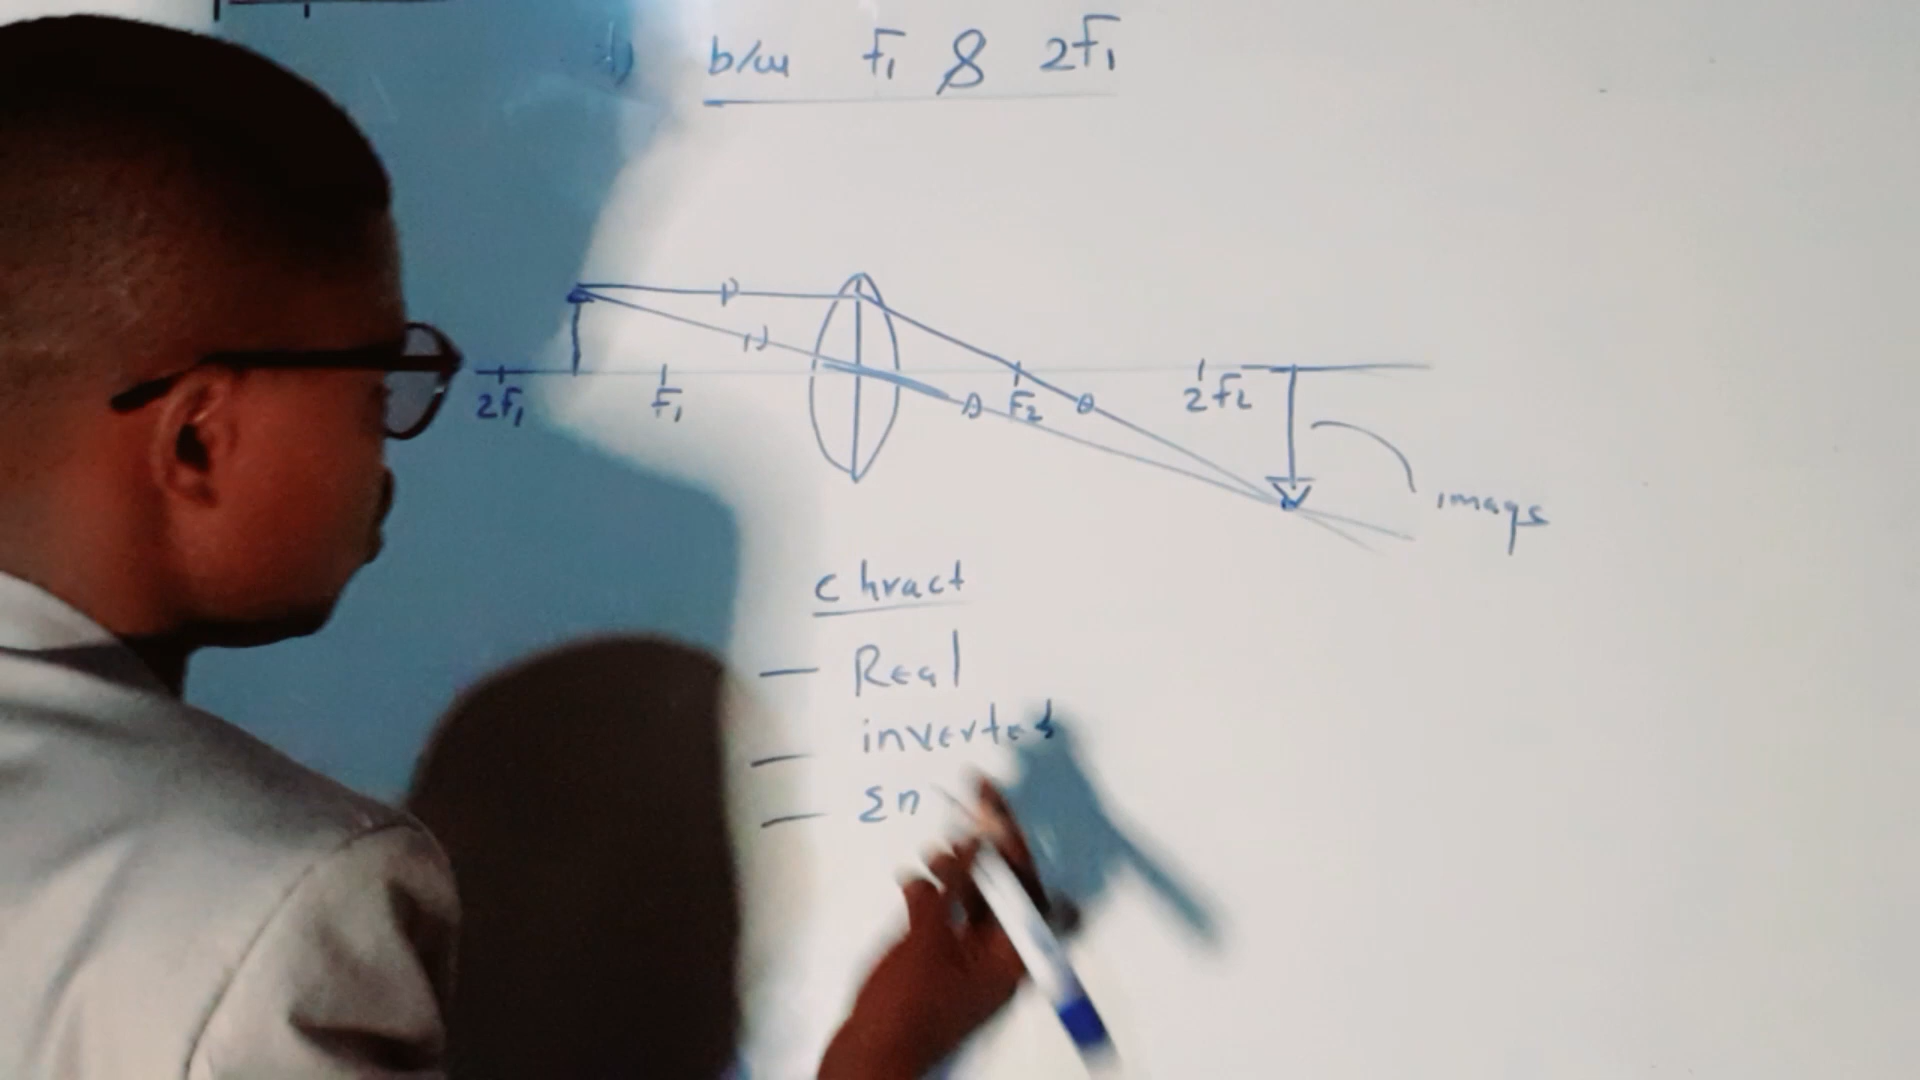 d) b/w F1 & 2F1
2F1 F1 F2 2F2
image
chract
— Real
— inverted
— En